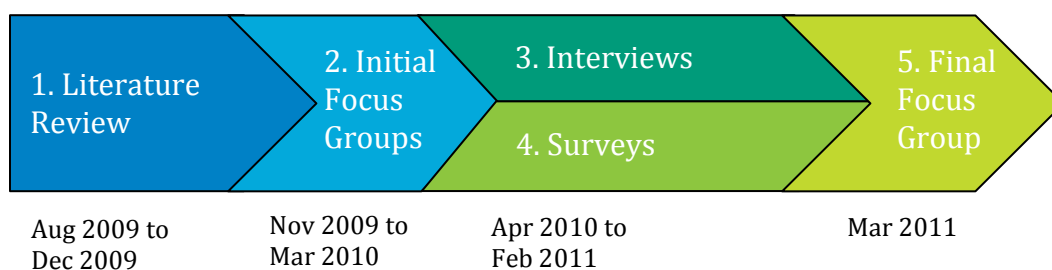 1. Literature
Review
2. Initial
Focus
Groups
3. Interviews
4. Surveys
5. Final
Focus
Group
Aug 2009 to
Dec 2009
Nov 2009 to
Mar 2010
Apr 2010 to
Feb 2011
Mar 2011